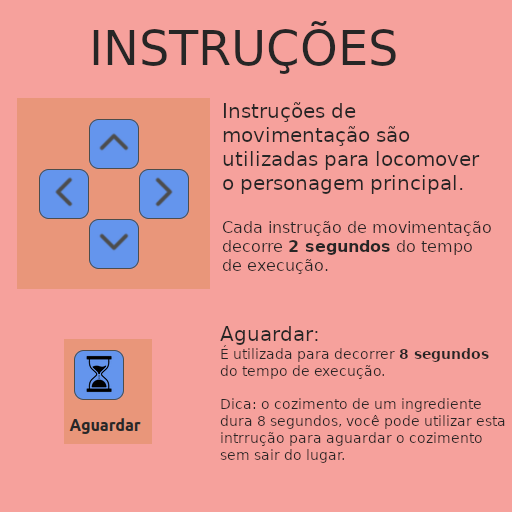 INSTRUÇÕES
Instruções de
movimentação são
utilizadas para locomover
o personagem principal.
Cada instrução de movimentação
decorre 2 segundos do tempo
de execução.
Aguardar:
É utilizada para decorrer 8 segundos
do tempo de execução.
Dica: o cozimento de um ingrediente
dura 8 segundos, você pode utilizar esta
intrrução para aguardar o cozimento
sem sair do lugar.
Aguardar